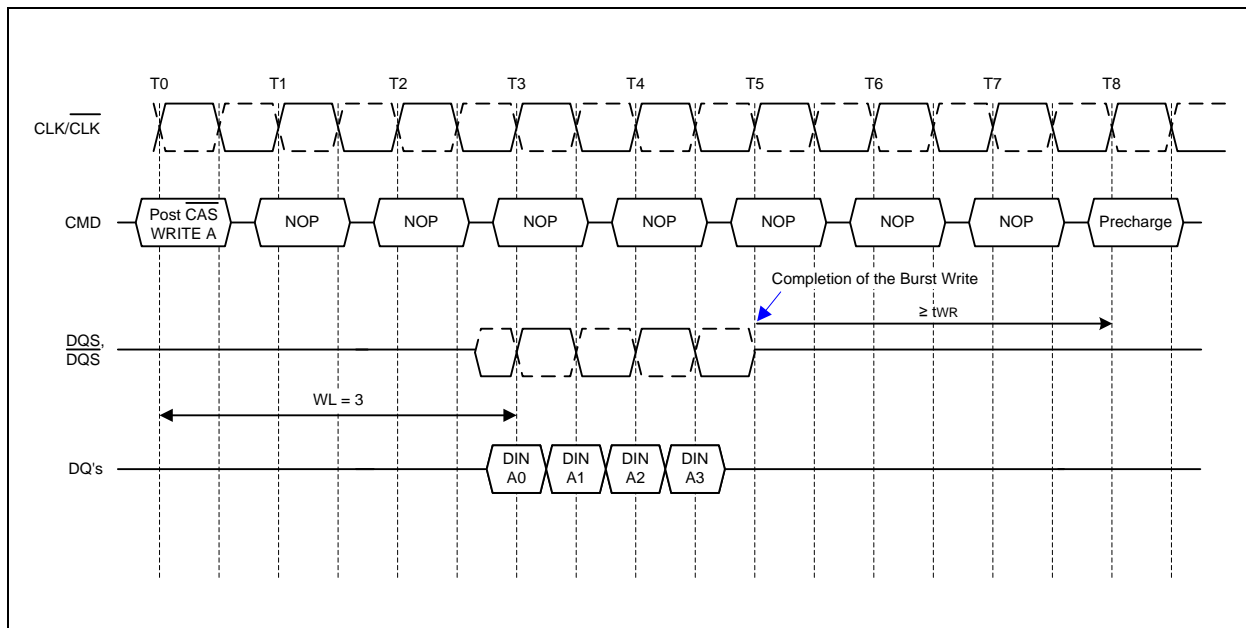 T0 T1 T2 T3 T4 T5 T6 T7 T8
CLK/CLK
CMD
Post CAS
WRITE A
NOP NOP NOP NOP NOP NOP NOP Precharge
Completion of the Burst Write
≥ tWR
DQS,
DQS
WL = 3
DQ's
DIN
A0
DIN
A1
DIN
A2
DIN
A3